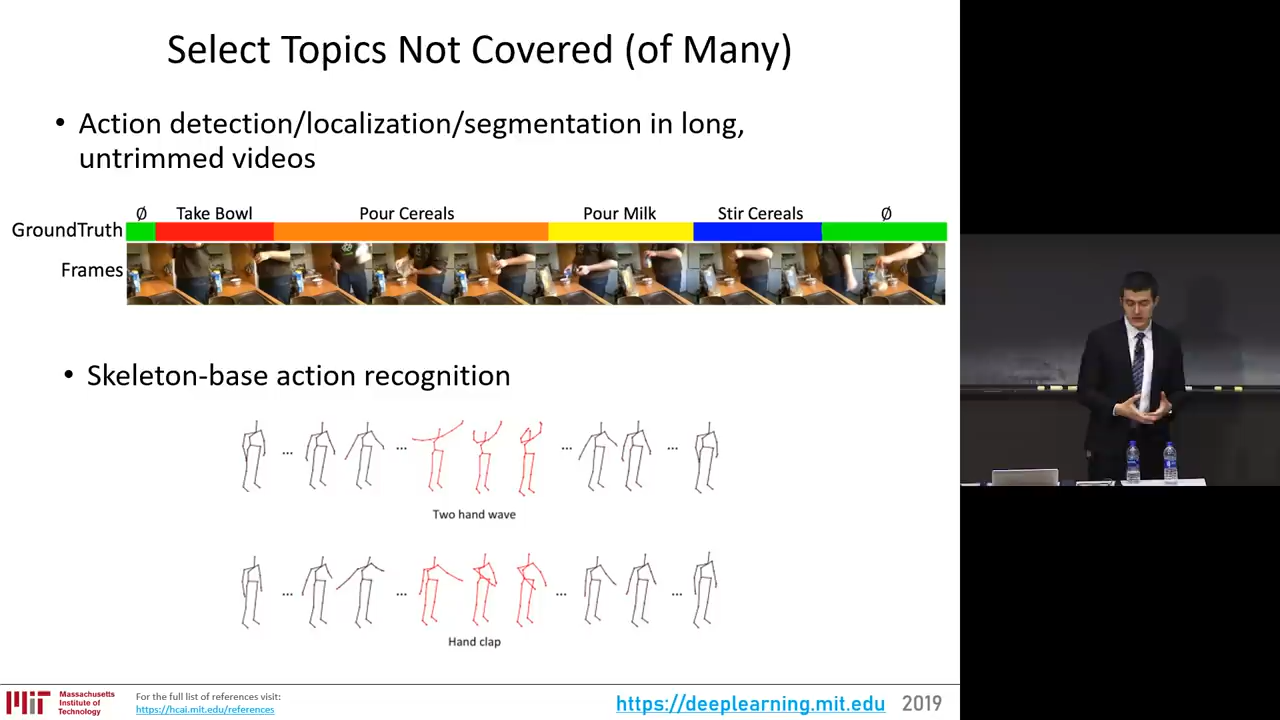 Select Topics Not Covered (of Many)
• Action detection/localization/segmentation in long,
untrimmed videos
Ø Take Bowl Pour Cereals Pour Milk Stir Cereals Ø
GroundTruth
Frames
• Skeleton-base action recognition
... ... ... ...
Two hand wave
... ... ... ...
Hand clap
MIT
Massachusetts
Institute of
Technology
For the full list of references visit:
https://hcai.mit.edu/references
https://deeplearning.mit.edu 2019